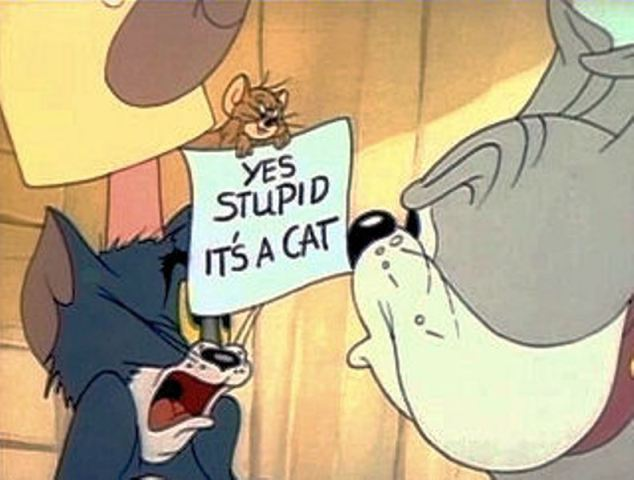 YES
STUPID
IT'S A CAT